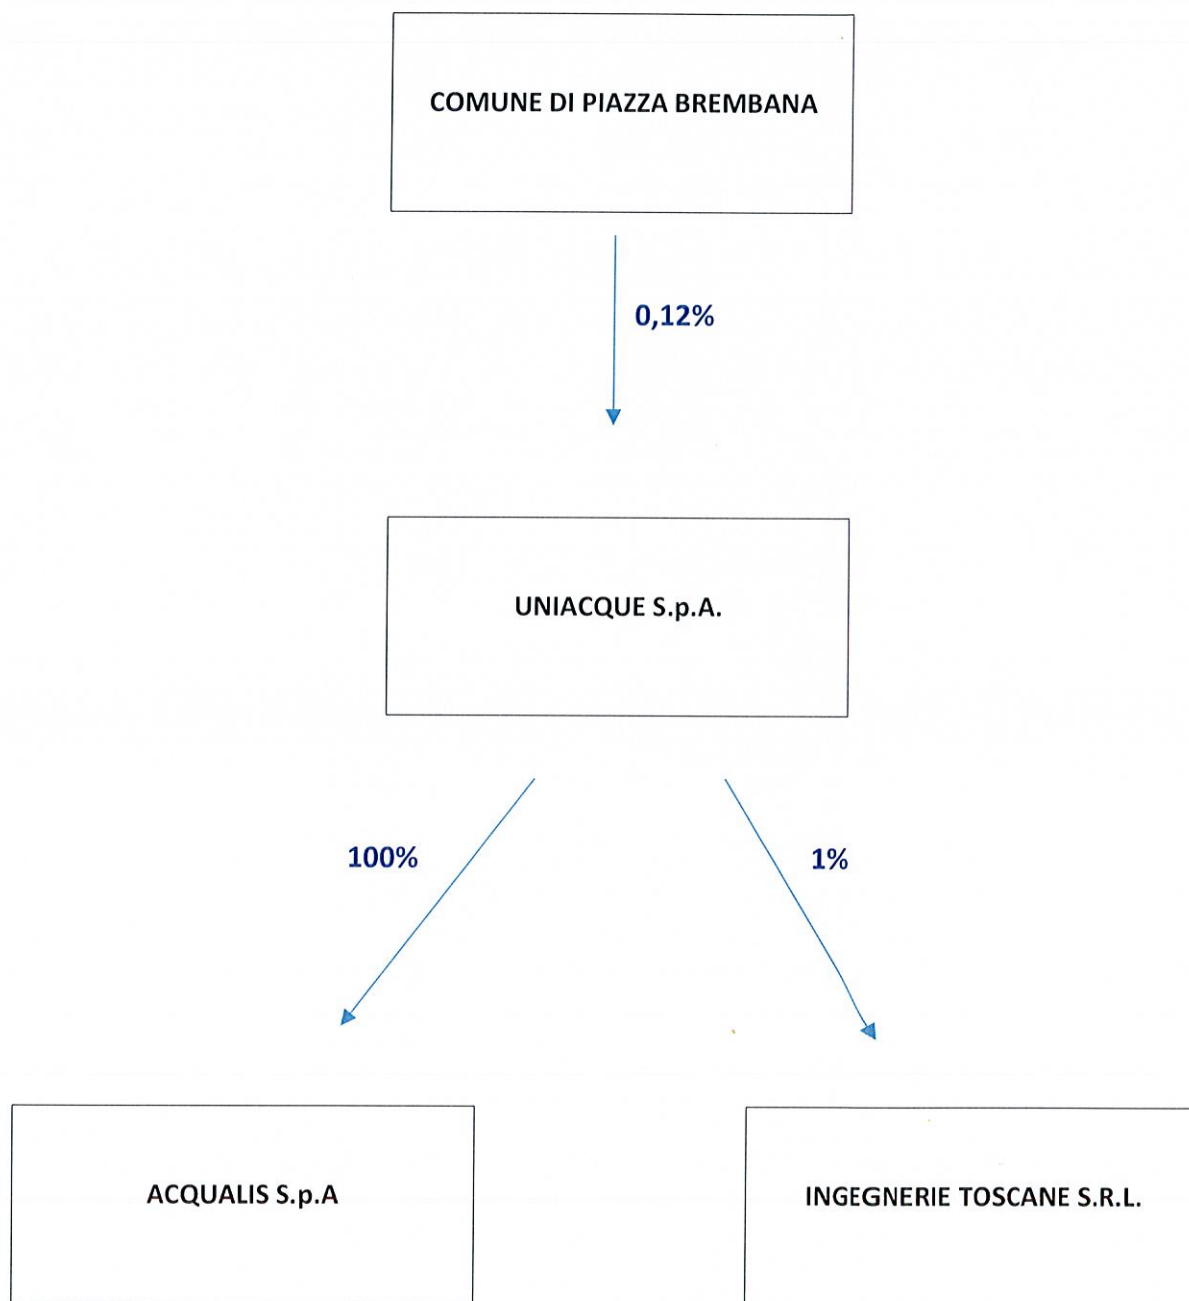 COMUNE DI PIAZZA BREMBANA
0,12%
UNIACQUE S.p.A.
100%
1%
ACQUALIS S.p.A
INGEGNERIE TOSCANE S.R.L.